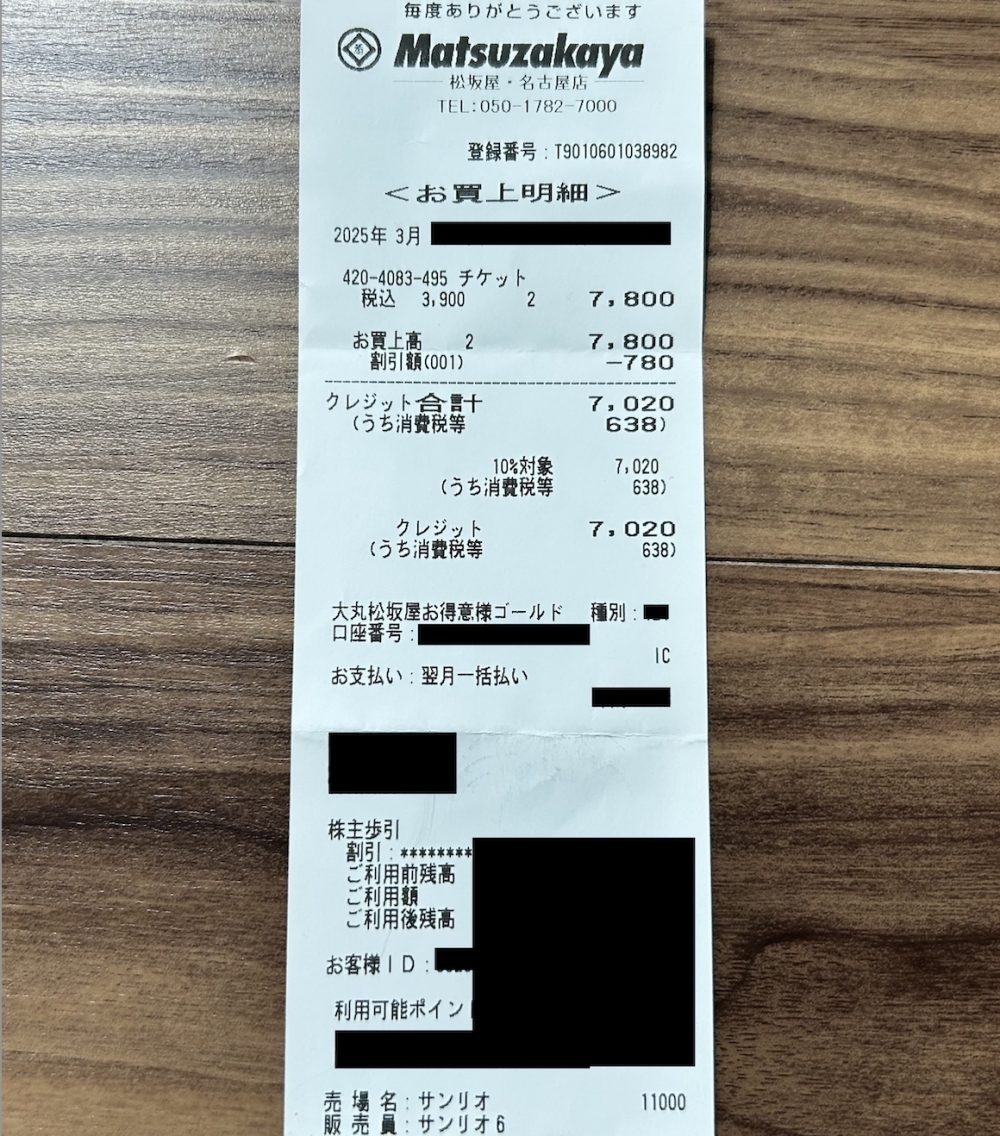 毎度ありがとうございます
Matsuzakaya
松坂屋・名古屋店
TEL:050-1782-7000
登録番号:T9010601038982
<お買上明細>
2025年 3月
420-4083-495 チケット
税込 3,900 2 7,800
お買上高 2 7,800
割引額(001) -780
クレジット合計 7,020
(うち消費税等 638)
10%対象 7,020
(うち消費税等 638)
クレジット 7,020
(うち消費税等 638)
大丸松坂屋お得意様ゴールド 種別:
口座番号:
IC
お支払い:翌月一括払い
株主歩引
割引:********
ご利用前残高
ご利用額
ご利用後残高
お客様ID:
利用可能ポイン
売 場 名:サンリオ 11000
販 売 員:サンリオ6